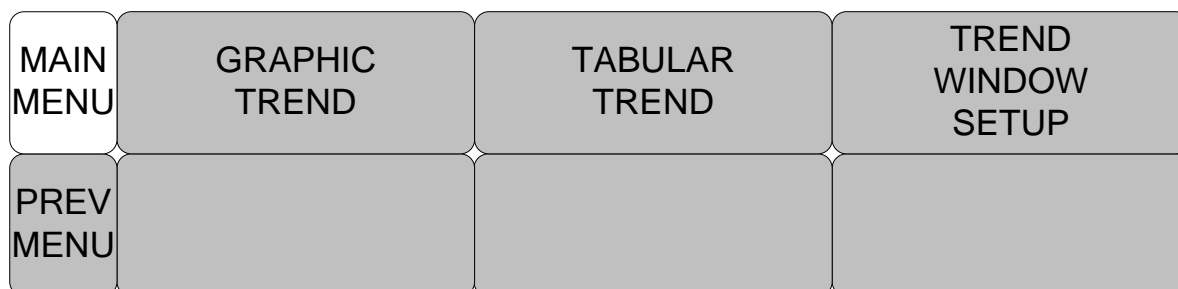 MAIN
MENU
GRAPHIC
TREND
TABULAR
TREND
TREND
WINDOW
SETUP
PREV
MENU